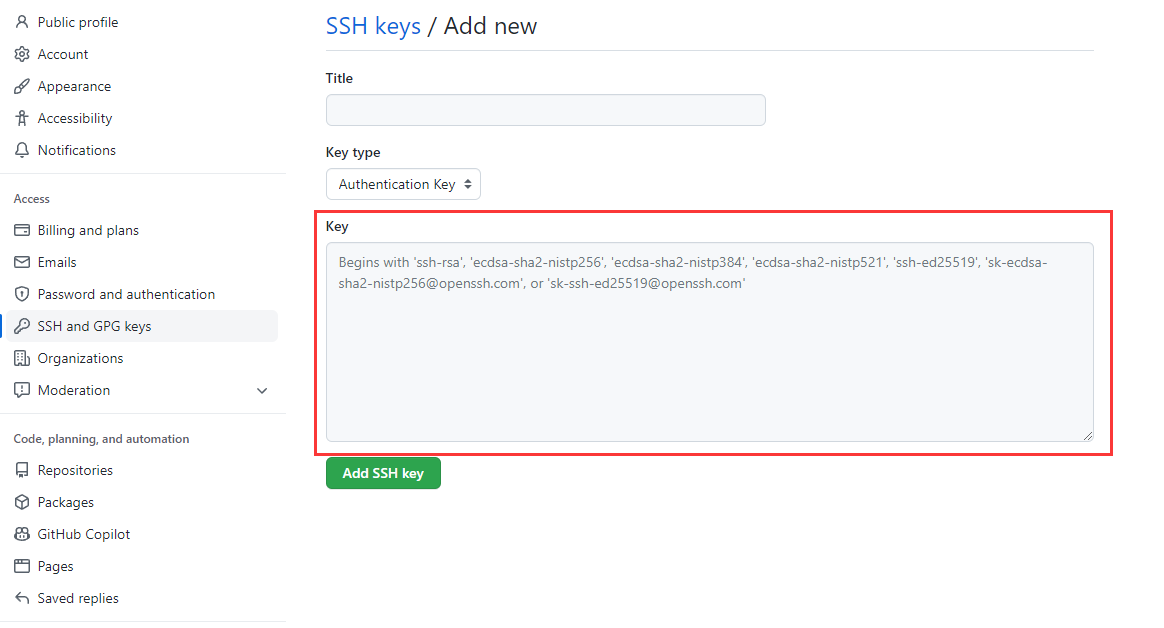 Public profile
Account
Appearance
Accessibility
Notifications
Access
Billing and plans
Emails
Password and authentication
SSH and GPG keys
Organizations
Moderation
Code, planning, and automation
Repositories
Packages
GitHub Copilot
Pages
Saved replies
SSH keys / Add new
Title
Key type
Authentication Key
Key
Begins with 'ssh-rsa', 'ecdsa-sha2-nistp256', 'ecdsa-sha2-nistp384', 'ecdsa-sha2-nistp521', 'ssh-ed25519', 'sk-ecdsa-
sha2-nistp256@openssh.com', or 'sk-ssh-ed25519@openssh.com'
Add SSH key